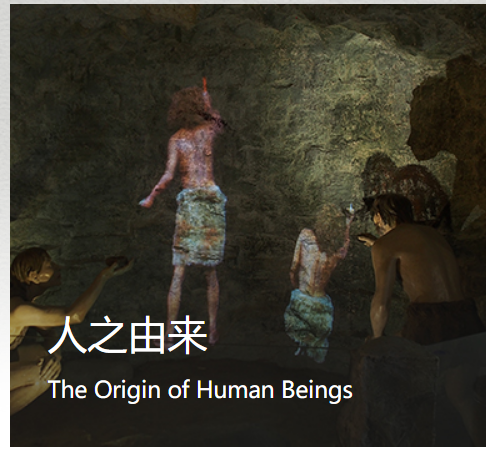 人之由来
The Origin of Human Beings